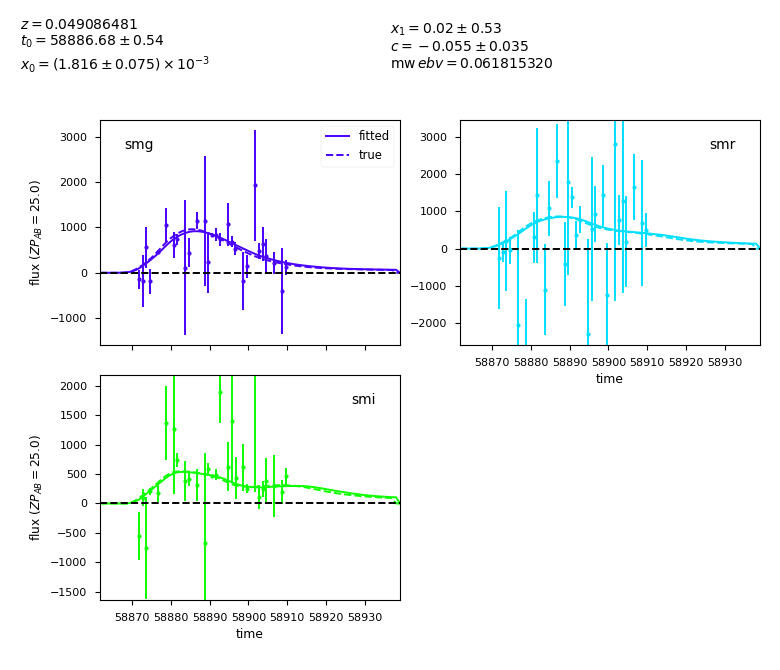 z = 0.049086481
t₀ = 58886.68 ± 0.54
x₀ = (1.816 ± 0.075) × 10⁻³
x₁ = 0.02 ± 0.53
c = −0.055 ± 0.035
mw ebv = 0.061815320
smg
fitted
true
3000
2000
1000
0
−1000
flux (ZP_AB = 25.0)
smr
3000
2000
1000
0
−1000
−2000
58870 58880 58890 58900 58910 58920 58930
time
smi
2000
1500
1000
500
0
−500
−1000
−1500
flux (ZP_AB = 25.0)
58870 58880 58890 58900 58910 58920 58930
time